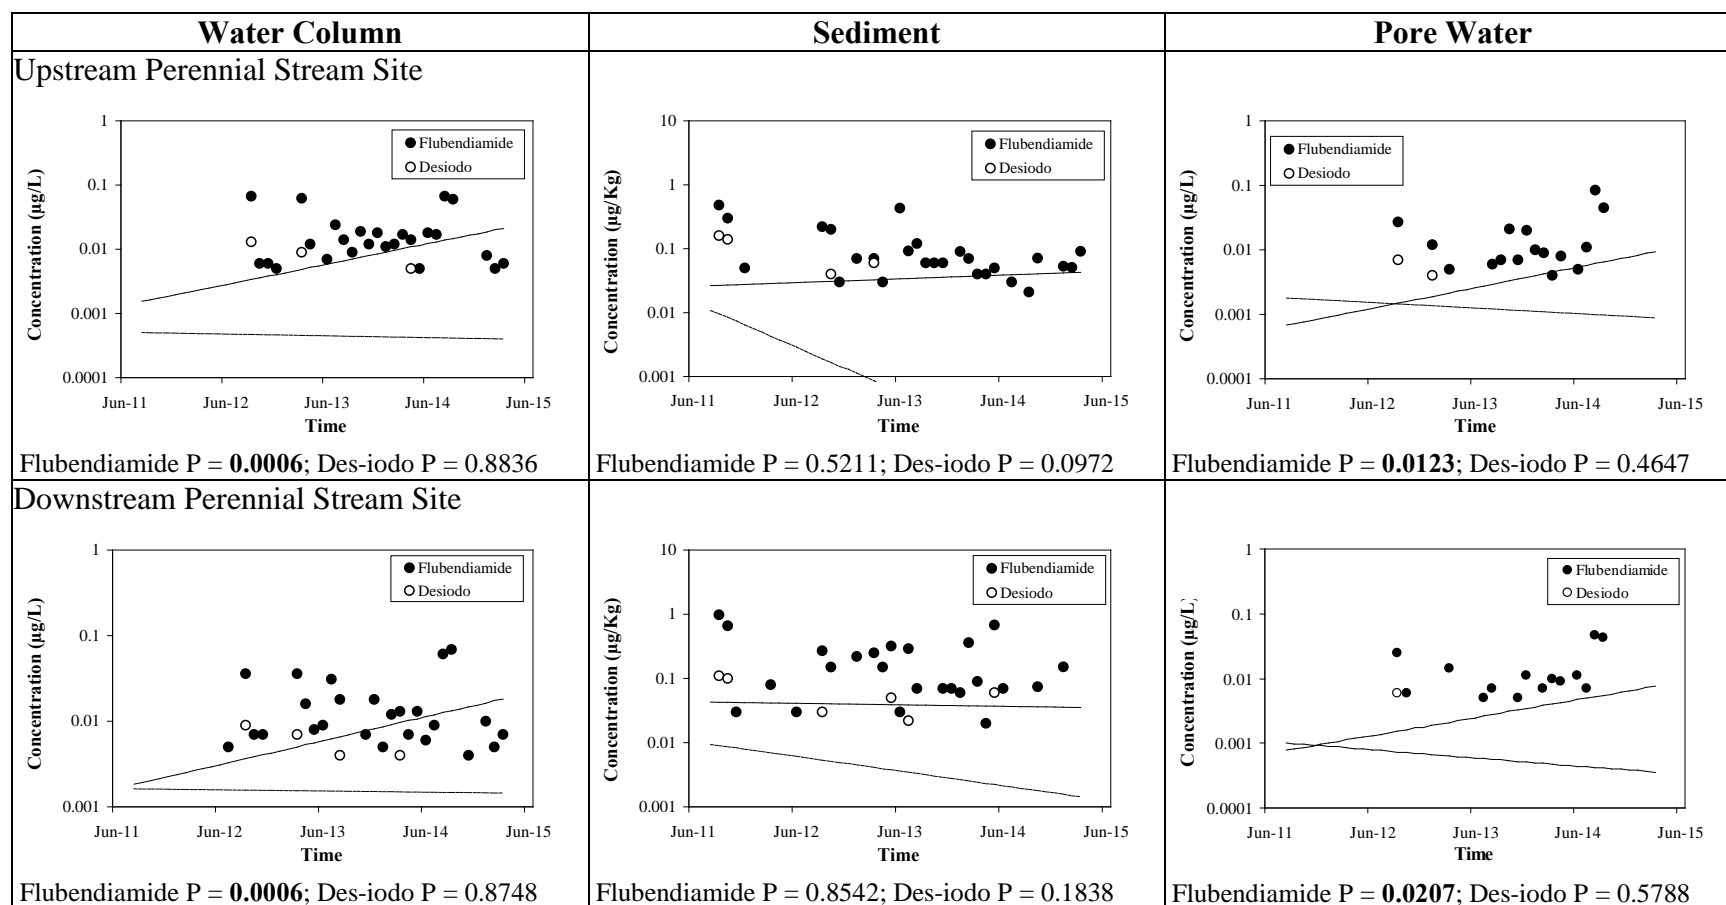 Water Column
Sediment
Pore Water
Upstream Perennial Stream Site
1
0.1
0.01
0.001
0.0001
Concentration (µg/L)
Flubendiamide
Desiodo
Jun-11 Jun-12 Jun-13 Jun-14 Jun-15
Time
Flubendiamide P = 0.0006; Des-iodo P = 0.8836
10
1
0.1
0.01
0.001
Concentration (µg/Kg)
Flubendiamide
Desiodo
Jun-11 Jun-12 Jun-13 Jun-14 Jun-15
Time
Flubendiamide P = 0.5211; Des-iodo P = 0.0972
1
0.1
0.01
0.001
0.0001
Concentration (µg/L)
Flubendiamide
Desiodo
Jun-11 Jun-12 Jun-13 Jun-14 Jun-15
Time
Flubendiamide P = 0.0123; Des-iodo P = 0.4647
Downstream Perennial Stream Site
1
0.1
0.01
0.001
Concentration (µg/L)
Flubendiamide
Desiodo
Jun-11 Jun-12 Jun-13 Jun-14 Jun-15
Time
Flubendiamide P = 0.0006; Des-iodo P = 0.8748
10
1
0.1
0.01
0.001
Concentration (µg/Kg)
Flubendiamide
Desiodo
Jun-11 Jun-12 Jun-13 Jun-14 Jun-15
Time
Flubendiamide P = 0.8542; Des-iodo P = 0.1838
1
0.1
0.01
0.001
0.0001
Concentration (µg/L)
Flubendiamide
Desiodo
Jun-11 Jun-12 Jun-13 Jun-14 Jun-15
Time
Flubendiamide P = 0.0207; Des-iodo P = 0.5788